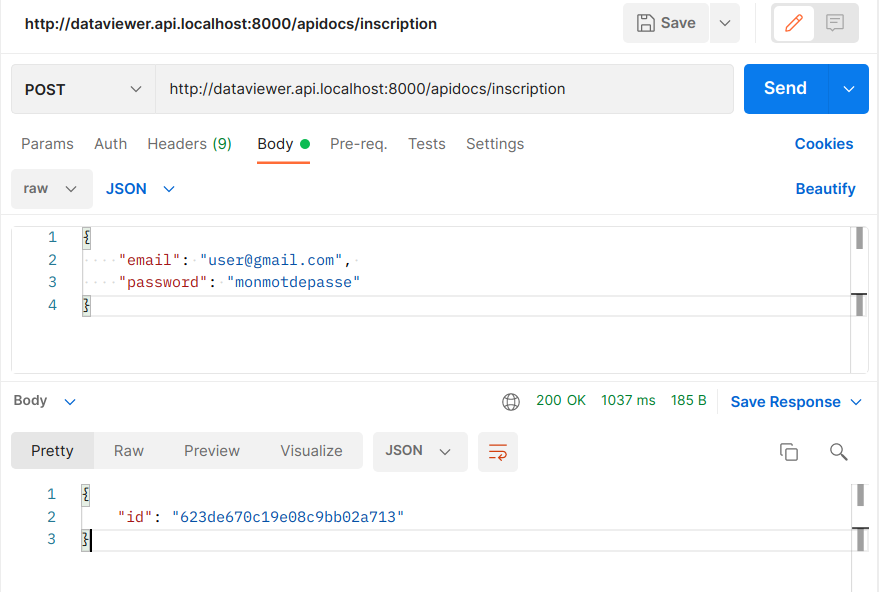 http://dataviewer.api.localhost:8000/apidocs/inscription Save
POST http://dataviewer.api.localhost:8000/apidocs/inscription Send
Params Auth Headers (9) Body Pre-req. Tests Settings Cookies
raw JSON Beautify
1 {
2 "email": "user@gmail.com",
3 "password": "monmotdepasse"
4 }
Body 200 OK 1037 ms 185 B Save Response
Pretty Raw Preview Visualize JSON
1 {
2 "id": "623de670c19e08c9bb02a713"
3 }